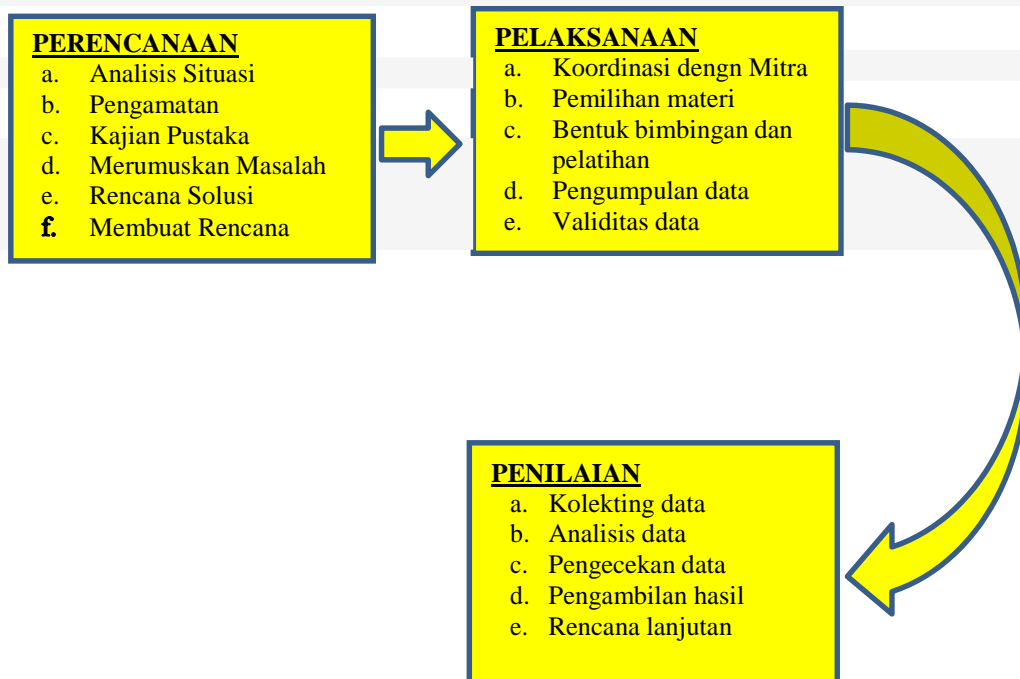 PERENCANAAN
a. Analisis Situasi
b. Pengamatan
c. Kajian Pustaka
d. Merumuskan Masalah
e. Rencana Solusi
f. Membuat Rencana
PELAKSANAAN
a. Koordinasi dengn Mitra
b. Pemilihan materi
c. Bentuk bimbingan dan
pelatihan
d. Pengumpulan data
e. Validitas data
PENILAIAN
a. Kolekting data
b. Analisis data
c. Pengecekan data
d. Pengambilan hasil
e. Rencana lanjutan